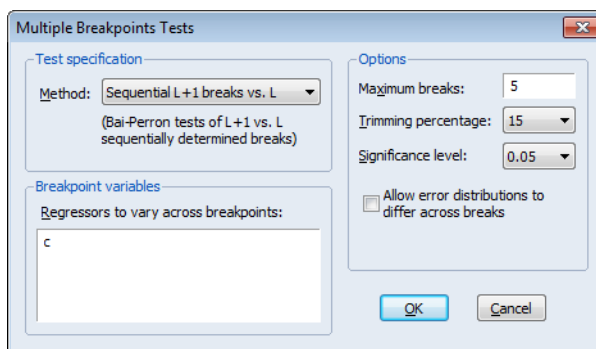 Multiple Breakpoints Tests
Test specification
Method: Sequential L+1 breaks vs. L
(Bai-Perron tests of L+1 vs. L
sequentially determined breaks)
Breakpoint variables
Regressors to vary across breakpoints:
c
Options
Maximum breaks: 5
Trimming percentage: 15
Significance level: 0.05
Allow error distributions to
differ across breaks
OK Cancel